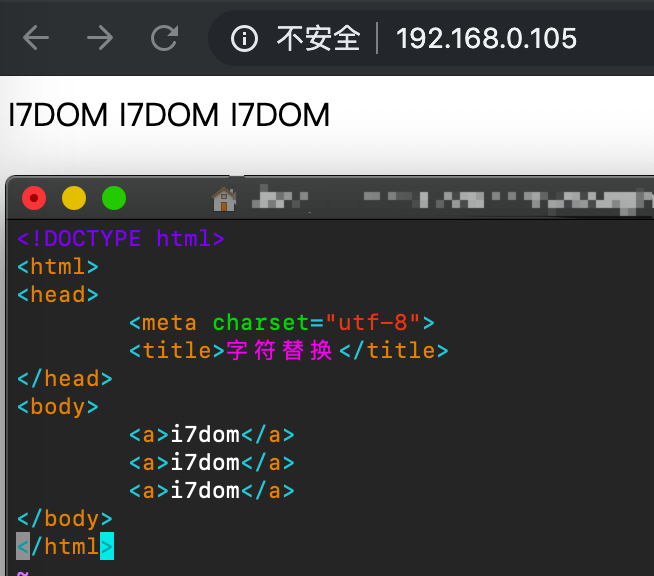 不安全 192.168.0.105
I7DOM I7DOM I7DOM
<!DOCTYPE html>
<html>
<head>
<meta charset="utf-8">
<title>字符替换</title>
</head>
<body>
<a>i7dom</a>
<a>i7dom</a>
<a>i7dom</a>
</body>
</html>
~